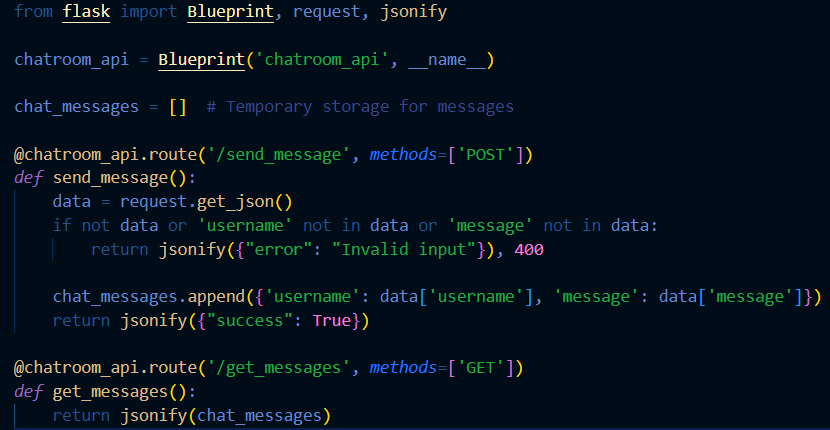 from flask import Blueprint, request, jsonify
chatroom_api = Blueprint('chatroom_api', __name__)
chat_messages = []  # Temporary storage for messages
@chatroom_api.route('/send_message', methods=['POST'])
def send_message():
    data = request.get_json()
    if not data or 'username' not in data or 'message' not in data:
        return jsonify({"error": "Invalid input"}), 400
    chat_messages.append({'username': data['username'], 'message': data['message']})
    return jsonify({"success": True})
@chatroom_api.route('/get_messages', methods=['GET'])
def get_messages():
    return jsonify(chat_messages)